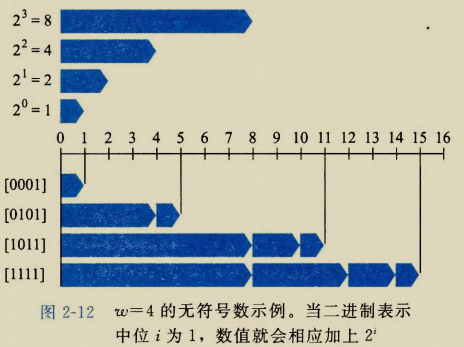 2³ = 8
2² = 4
2¹ = 2
2⁰ = 1
0 1 2 3 4 5 6 7 8 9 10 11 12 13 14 15 16
[0001]
[0101]
[1011]
[1111]
图 2-12 w=4 的无符号数示例。当二进制表示
中位 i 为 1，数值就会相应加上 2ⁱ